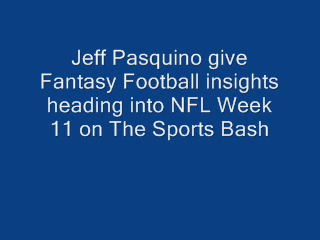 Jeff Pasquino give
Fantasy Football insights
heading into NFL Week
11 on The Sports Bash